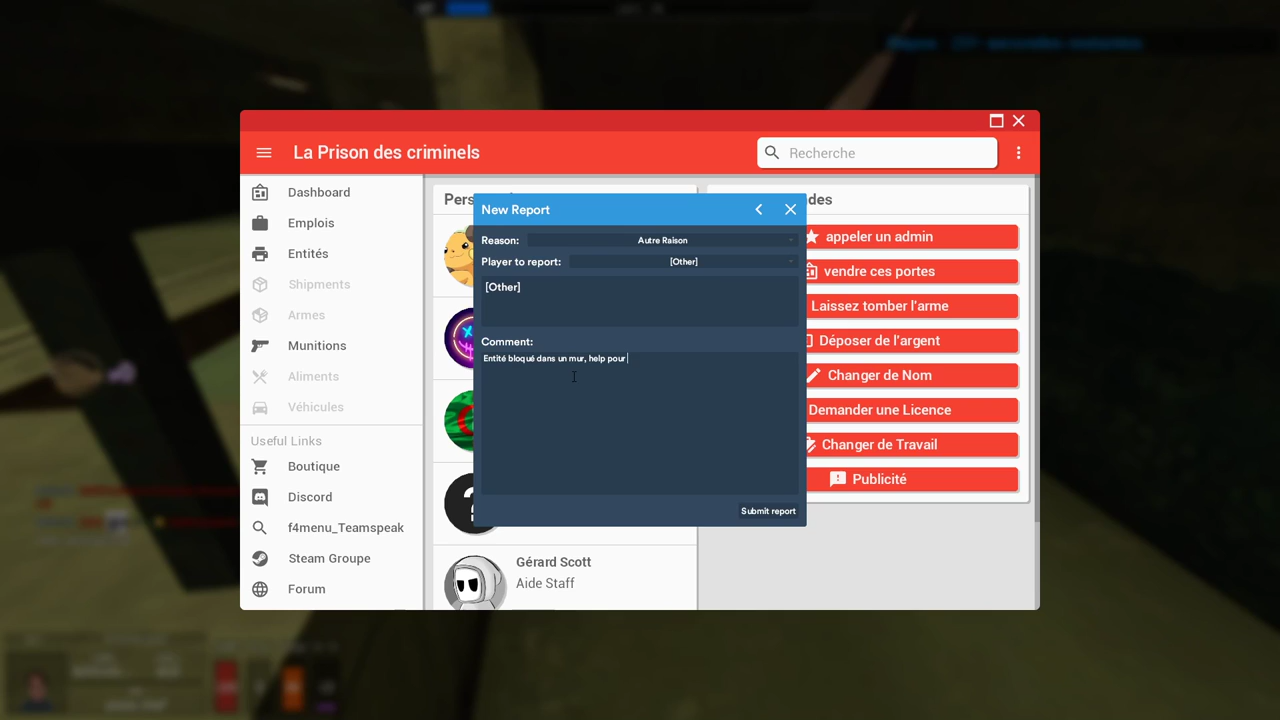 La Prison des criminels
Recherche
Dashboard
Emplois
Entités
Shipments
Armes
Munitions
Aliments
Véhicules
Useful Links
Boutique
Discord
f4menu_Teamspeak
Steam Groupe
Forum
New Report
Reason:
Autre Raison
Player to report:
[Other]
[Other]
Comment:
Entité bloqué dans un mur, help pour
Submit report
Gérard Scott
Aide Staff
appeler un admin
vendre ces portes
Laissez tomber l'arme
Déposer de l'argent
Changer de Nom
Demander une Licence
Changer de Travail
Publicité